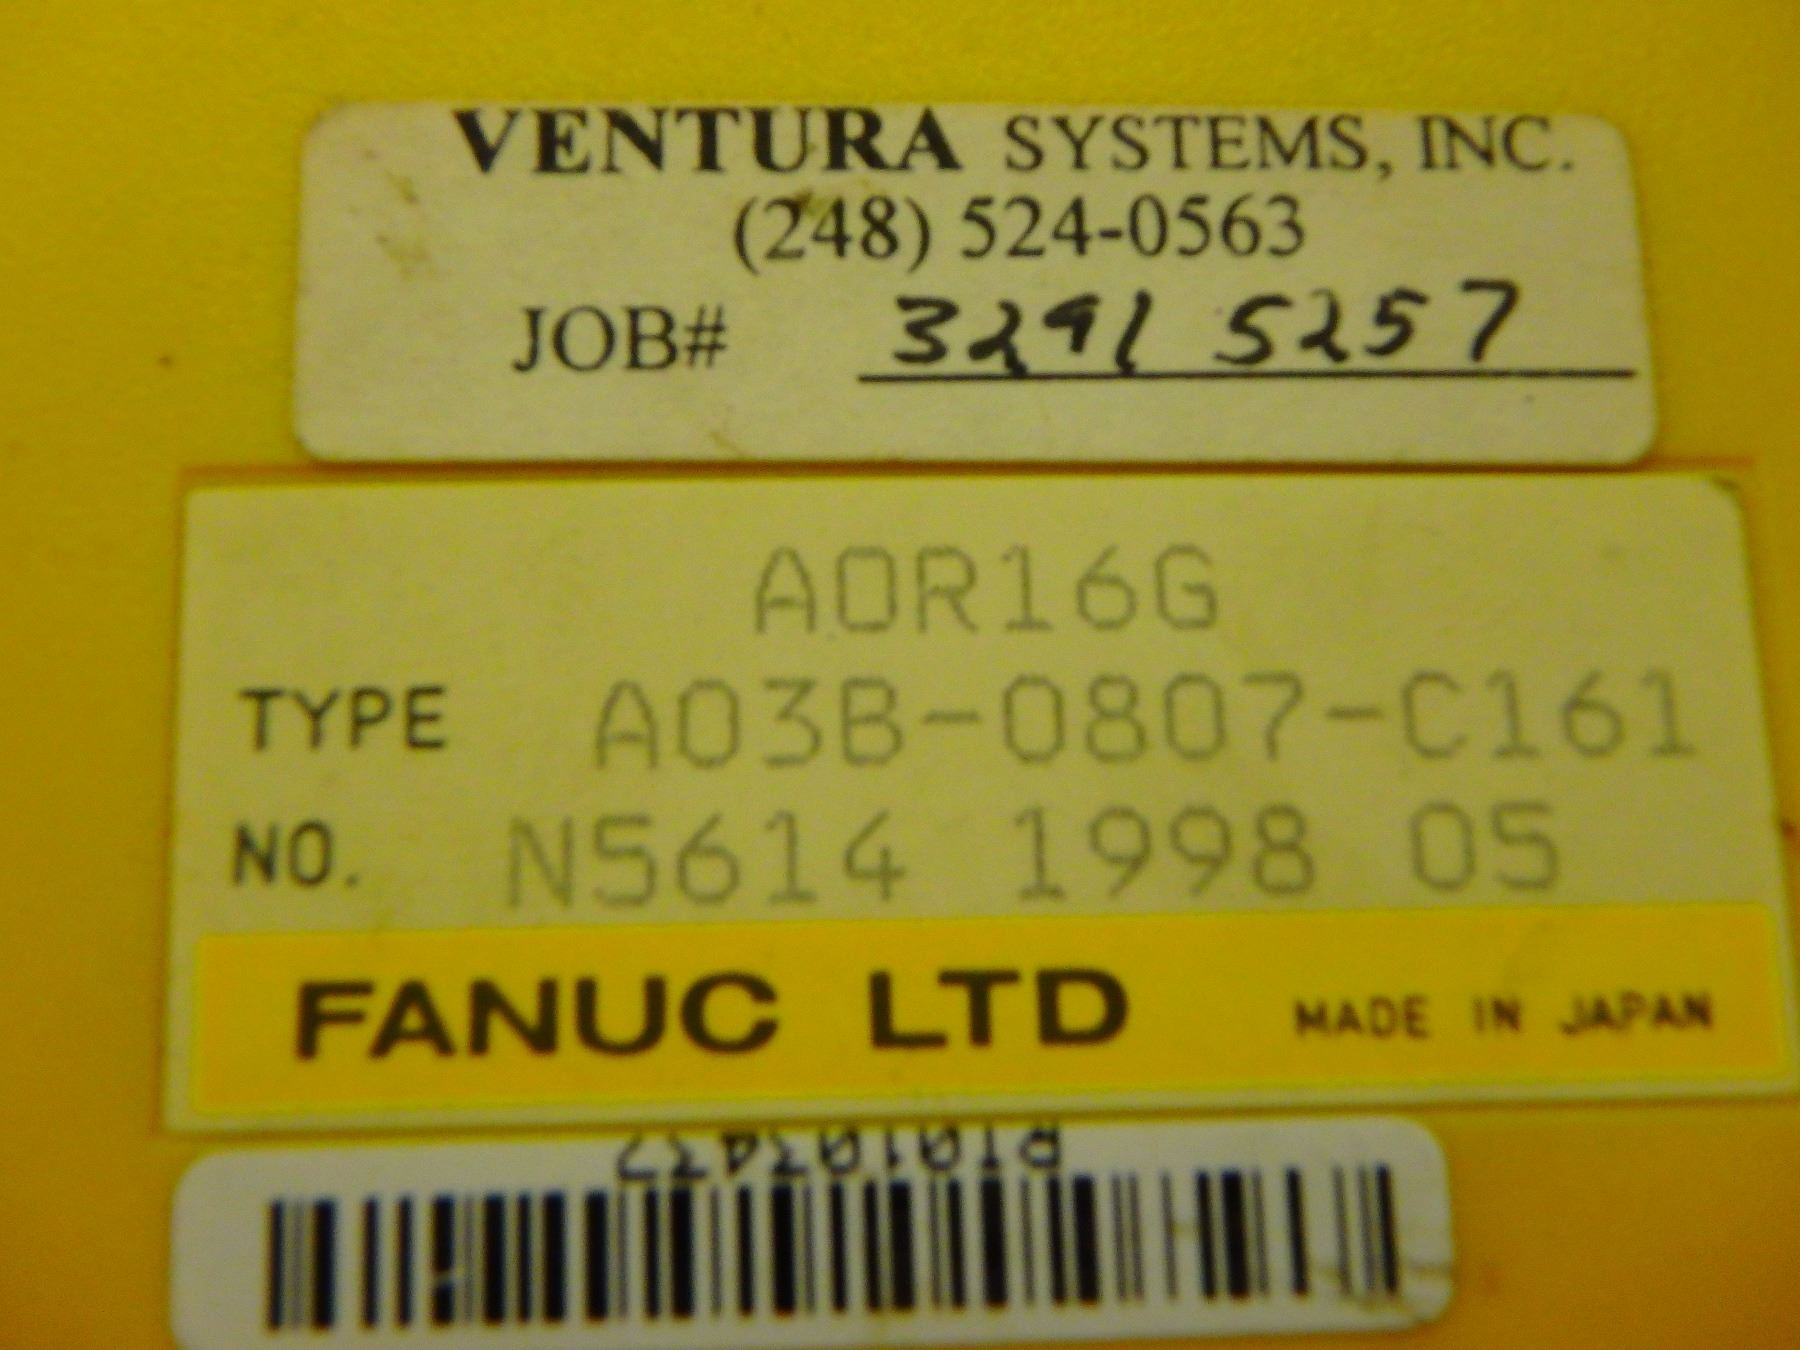 VENTURA SYSTEMS, INC.
(248) 524-0563
JOB# 3291 5257
AOR16G
TYPE A03B-0807-C161
NO. N5614 1998 05
FANUC LTD MADE IN JAPAN